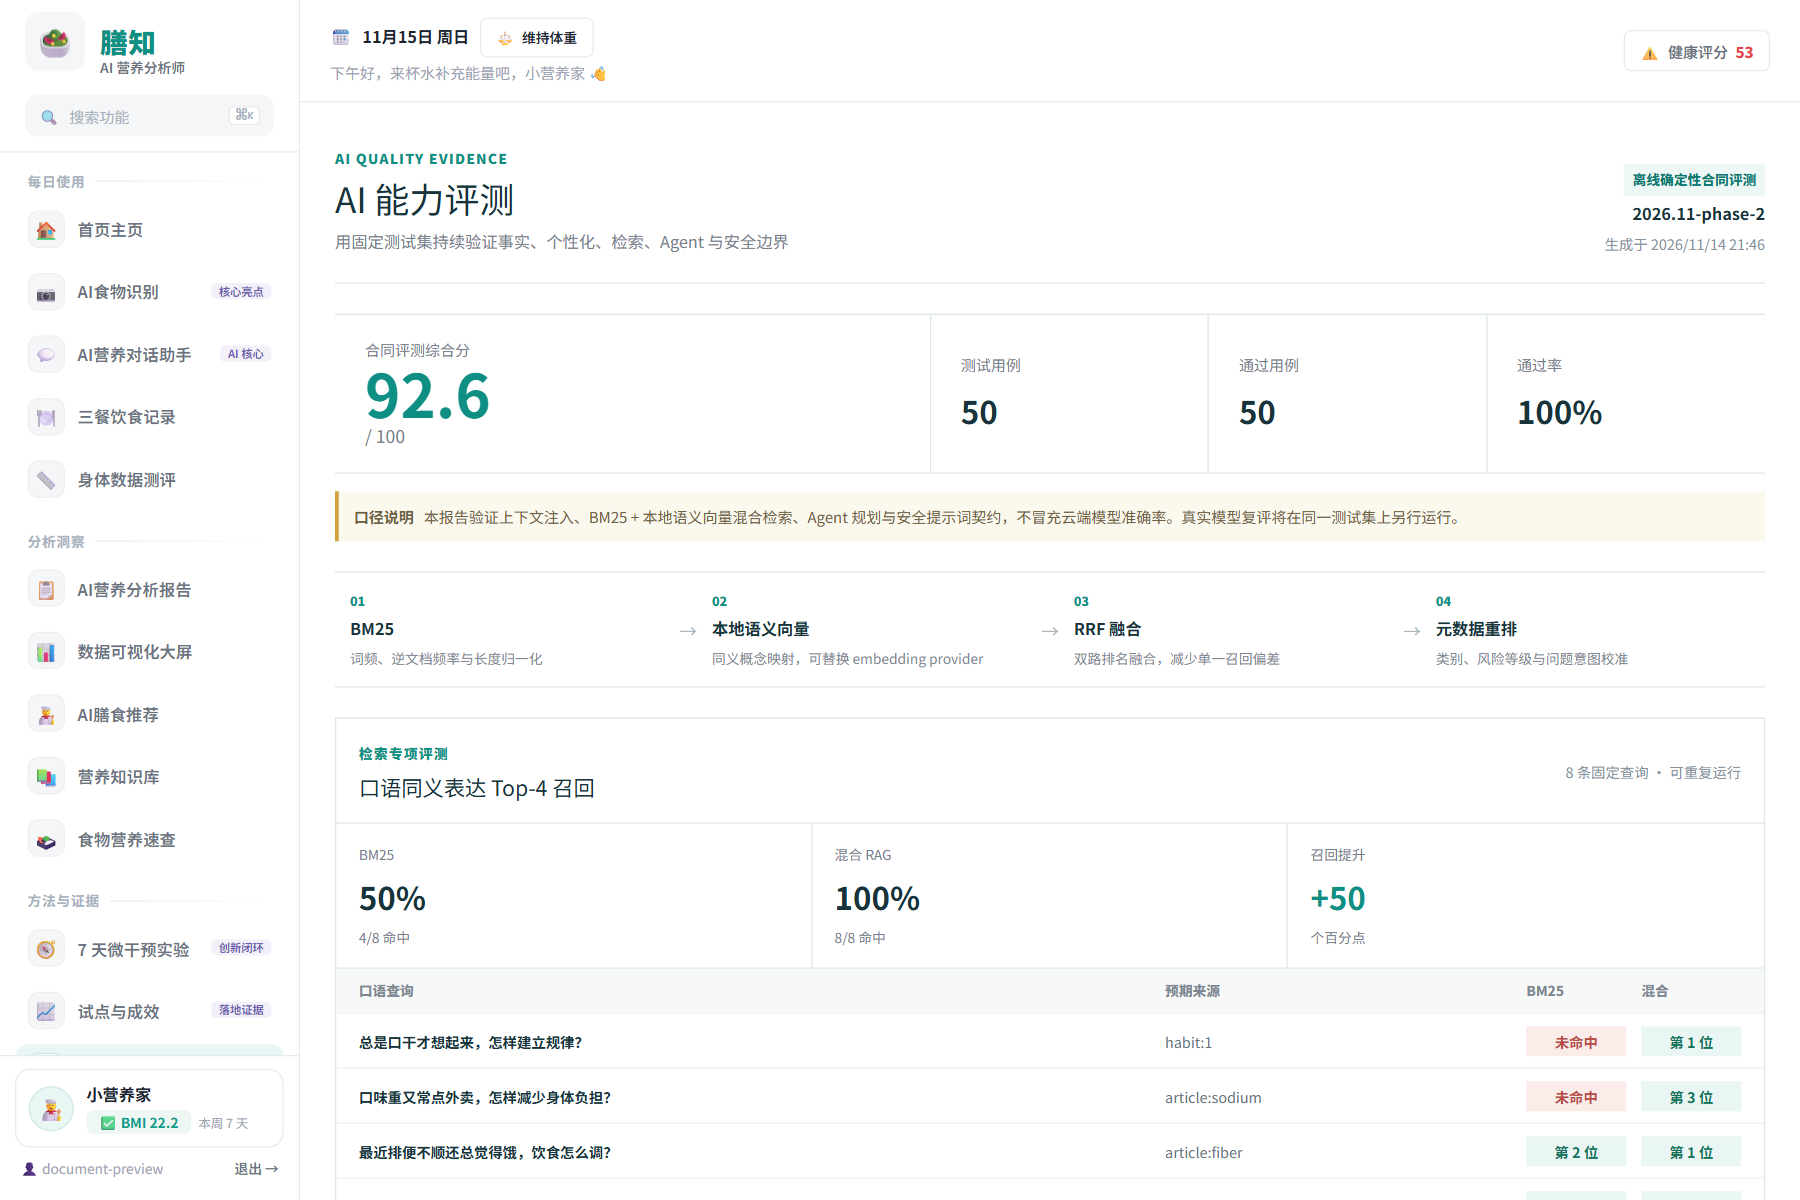 膳知
AI 营养分析师
搜索功能
⌘K
每日使用
首页主页
AI食物识别
核心亮点
AI营养对话助手
AI 核心
三餐饮食记录
身体数据测评
分析洞察
AI营养分析报告
数据可视化大屏
AI膳食推荐
营养知识库
食物营养速查
方法与证据
7 天微干预实验
创新闭环
试点与成效
落地证据
小营养家
BMI 22.2
本周 7 天
document-preview
退出 →
11月15日 周日
维持体重
下午好，来杯水补充能量吧，小营养家
健康评分 53
AI QUALITY EVIDENCE
AI 能力评测
用固定测试集持续验证事实、个性化、检索、Agent 与安全边界
离线确定性合同评测
2026.11-phase-2
生成于 2026/11/14 21:46
合同评测综合分
92.6
/ 100
测试用例
50
通过用例
50
通过率
100%
口径说明 本报告验证上下文注入、BM25 + 本地语义向量混合检索、Agent 规划与安全提示词契约，不冒充云端模型准确率。真实模型复评将在同一测试集上另行运行。
01
BM25
词频、逆文档频率与长度归一化
→
02
本地语义向量
同义概念映射，可替换 embedding provider
→
03
RRF 融合
双路排名融合，减少单一召回偏差
→
04
元数据重排
类别、风险等级与问题意图校准
检索专项评测
口语同义表达 Top-4 召回
8 条固定查询 · 可重复运行
BM25
50%
4/8 命中
混合 RAG
100%
8/8 命中
召回提升
+50
个百分点
口语查询 预期来源 BM25 混合
总是口干才想起来，怎样建立规律？ habit:1 未命中 第 1 位
口味重又常点外卖，怎样减少身体负担？ article:sodium 未命中 第 3 位
最近排便不顺还总觉得饿，饮食怎么调？ article:fiber 第 2 位 第 1 位